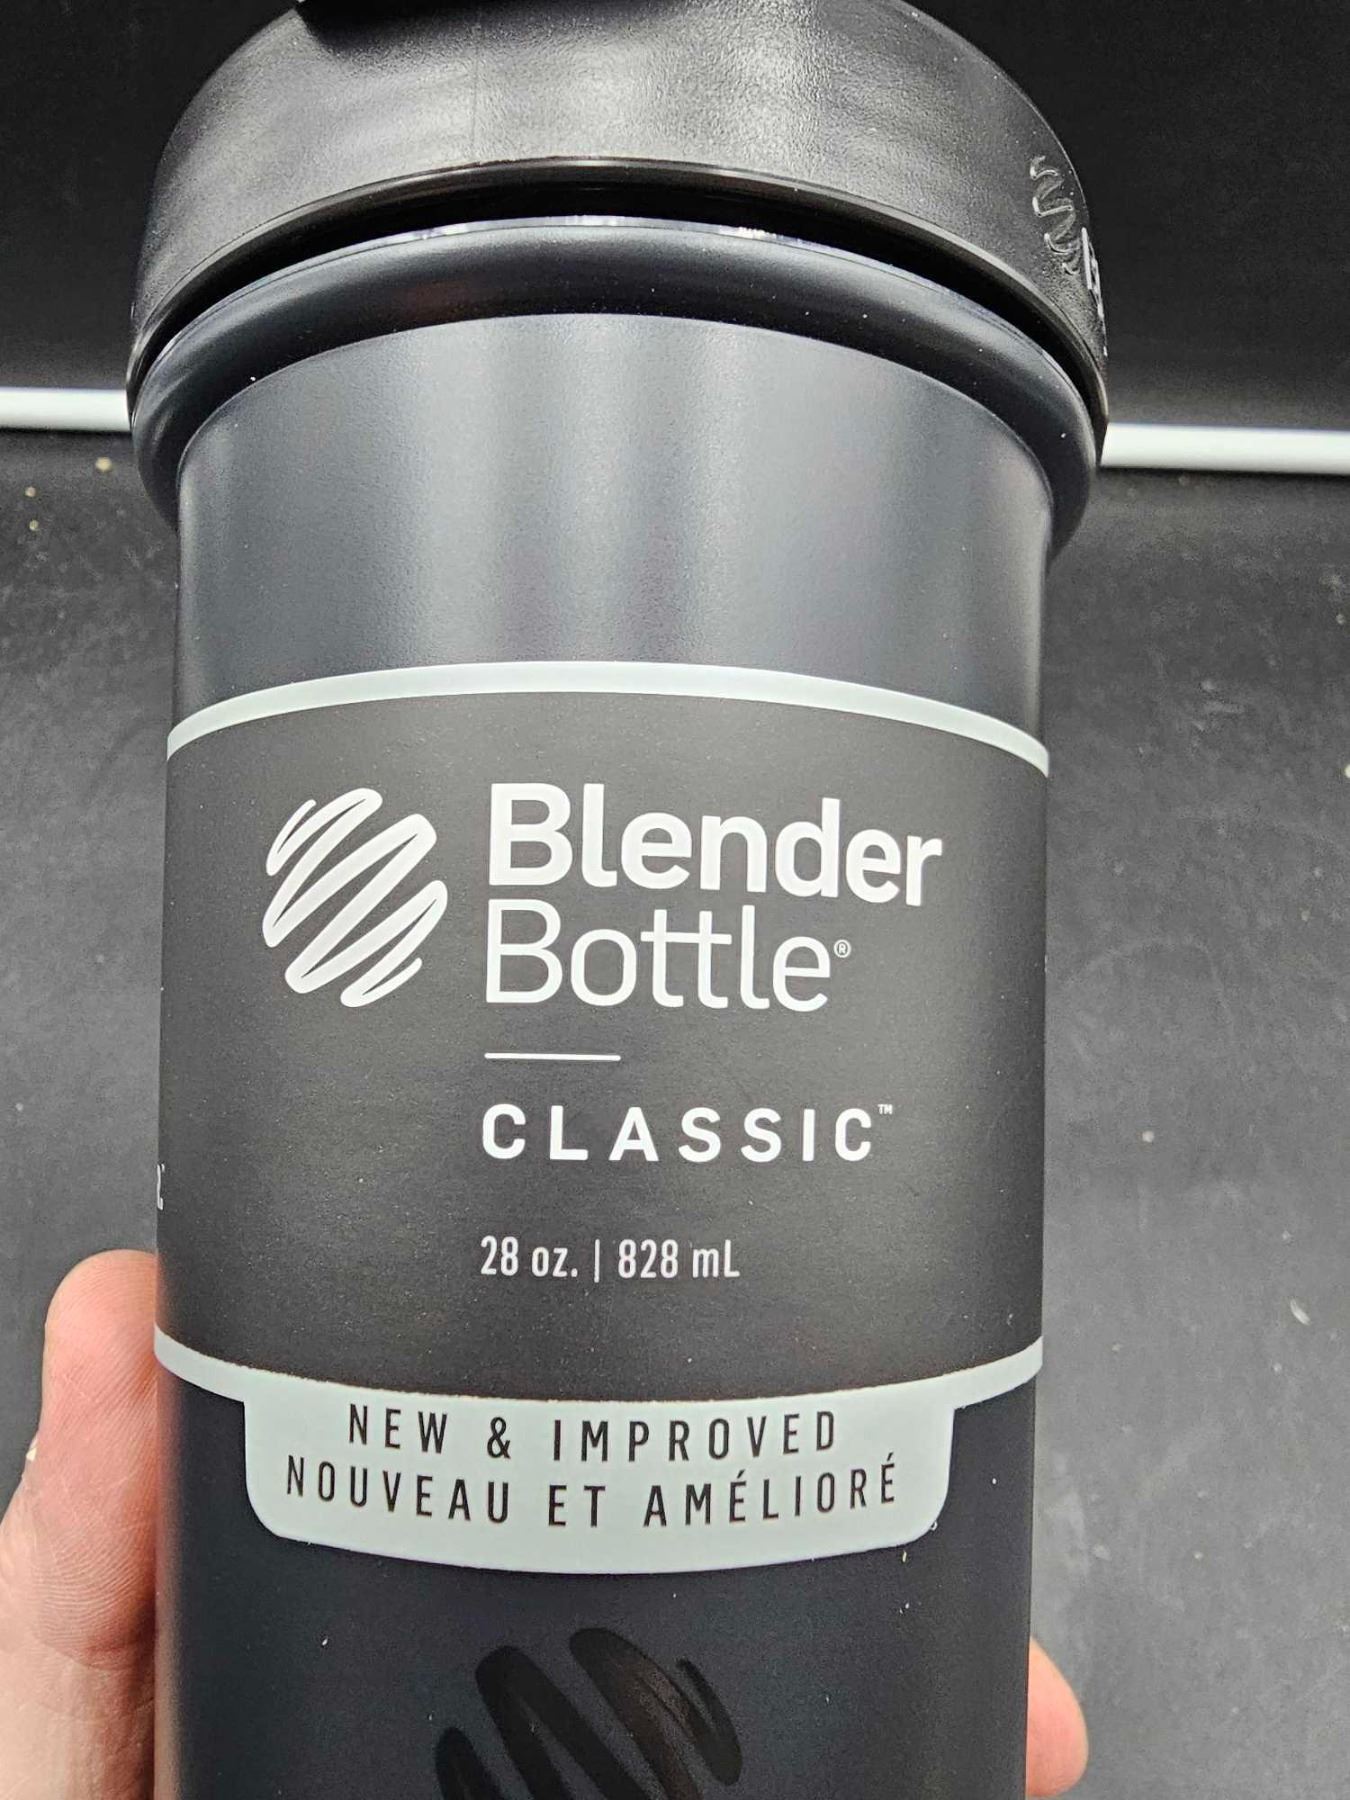 Blender
Bottle®
CLASSIC™
28 oz. | 828 mL
NEW & IMPROVED
NOUVEAU ET AMÉLIORÉ